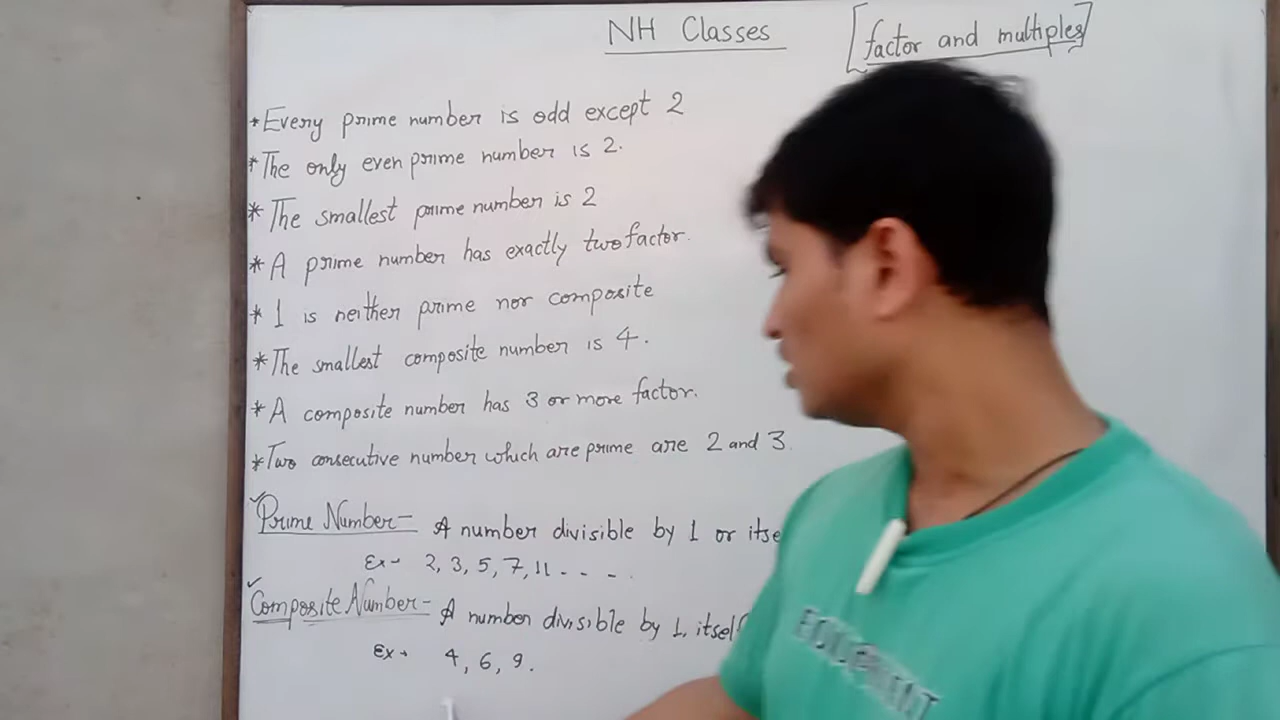 NH Classes
[factor and multiples]
*Every prime number is odd except 2
*The only even prime number is 2.
*The smallest prime number is 2
*A prime number has exactly two factor.
*1 is neither prime nor composite
*The smallest composite number is 4.
*A composite number has 3 or more factor.
*Two consecutive number which are prime are 2 and 3.
✓Prime Number- A number divisible by 1 or itse
Ex- 2, 3, 5, 7, 11 - - - .
✓Composite Number- A number divisible by 1, itself
Ex- 4, 6, 9.